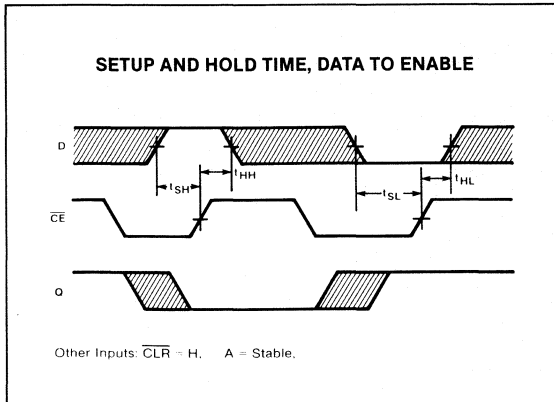 SETUP AND HOLD TIME, DATA TO ENABLE
D
tHH
tSH
tHL
tSL
CE
Q
Other Inputs: CLR = H, A = Stable.